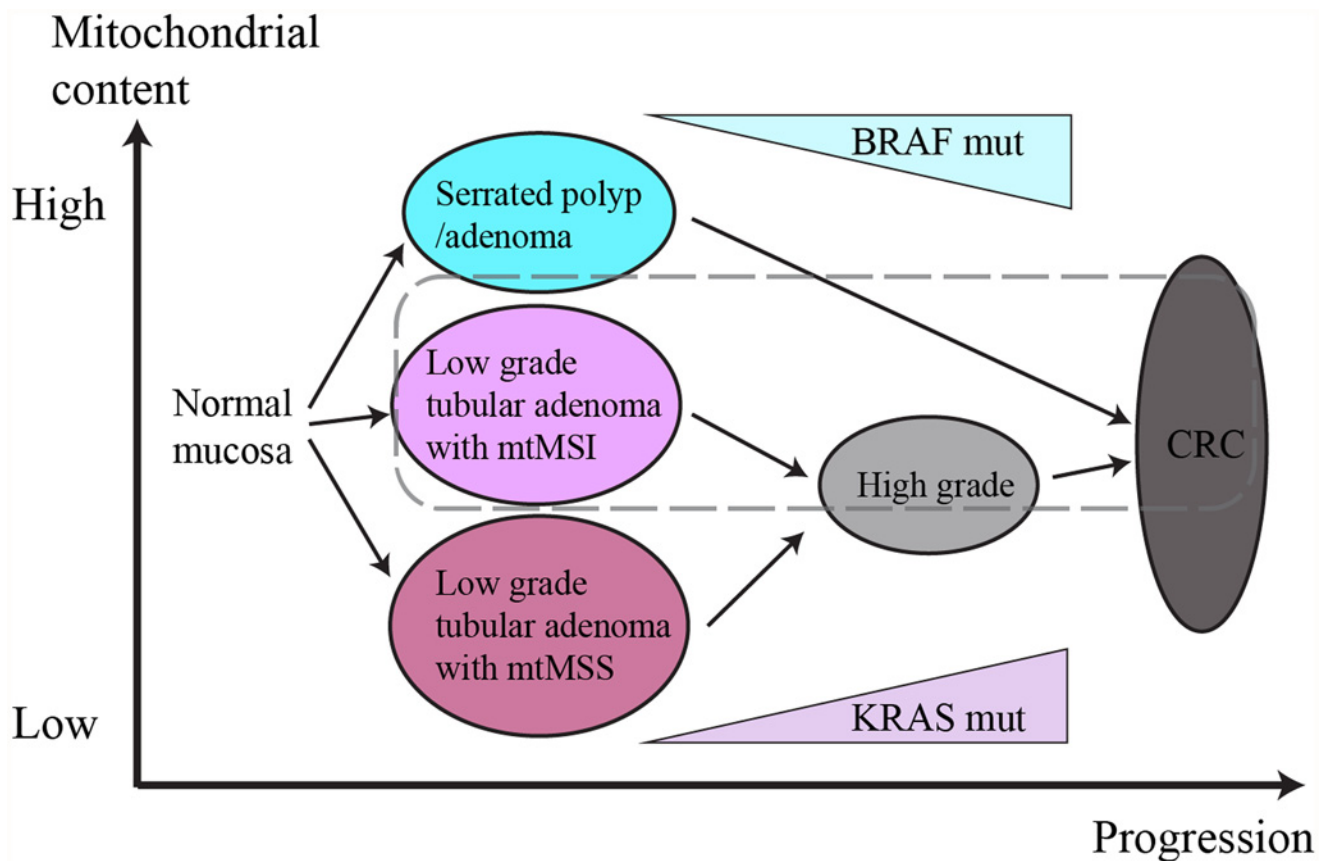 Mitochondrial
content
High
Low
Normal
mucosa
Serrated polyp
/adenoma
Low grade
tubular adenoma
with mtMSI
Low grade
tubular adenoma
with mtMSS
BRAF mut
High grade
CRC
KRAS mut
Progression